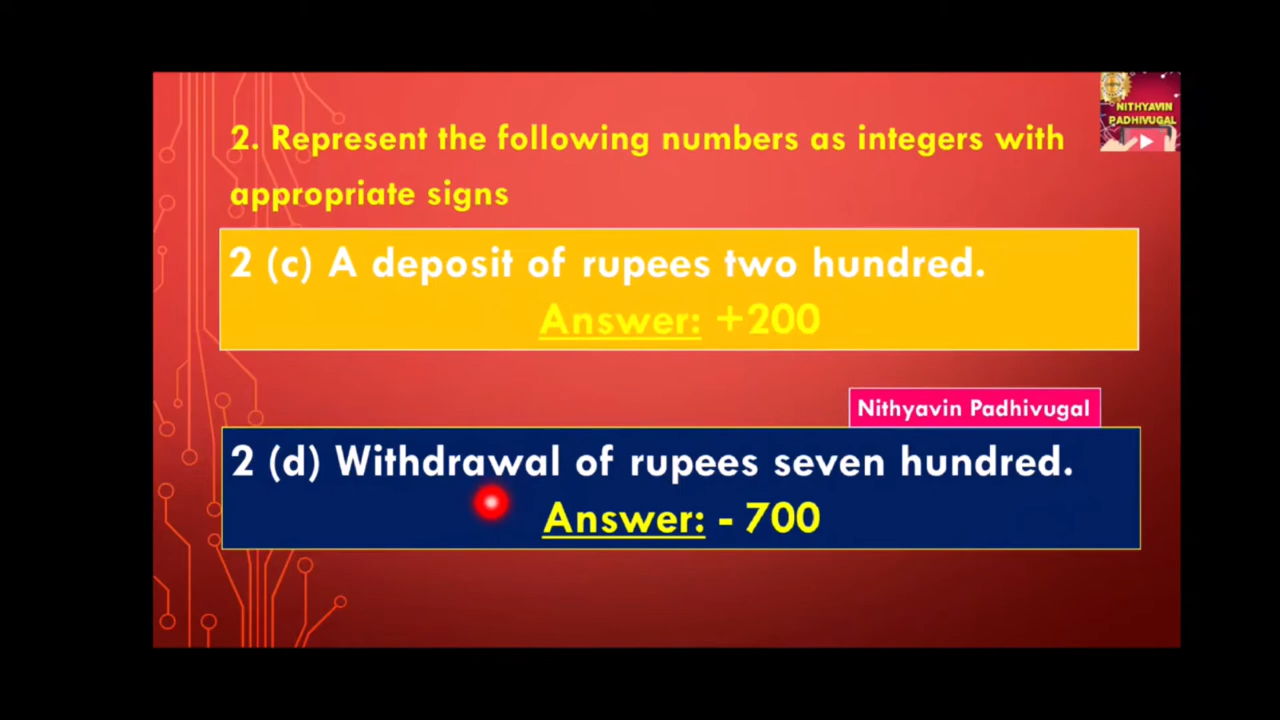 NITHYAVIN
PADHIVUGAL
2. Represent the following numbers as integers with
appropriate signs
2 (c) A deposit of rupees two hundred.
Answer: +200
Nithyavin Padhivugal
2 (d) Withdrawal of rupees seven hundred.
Answer: - 700